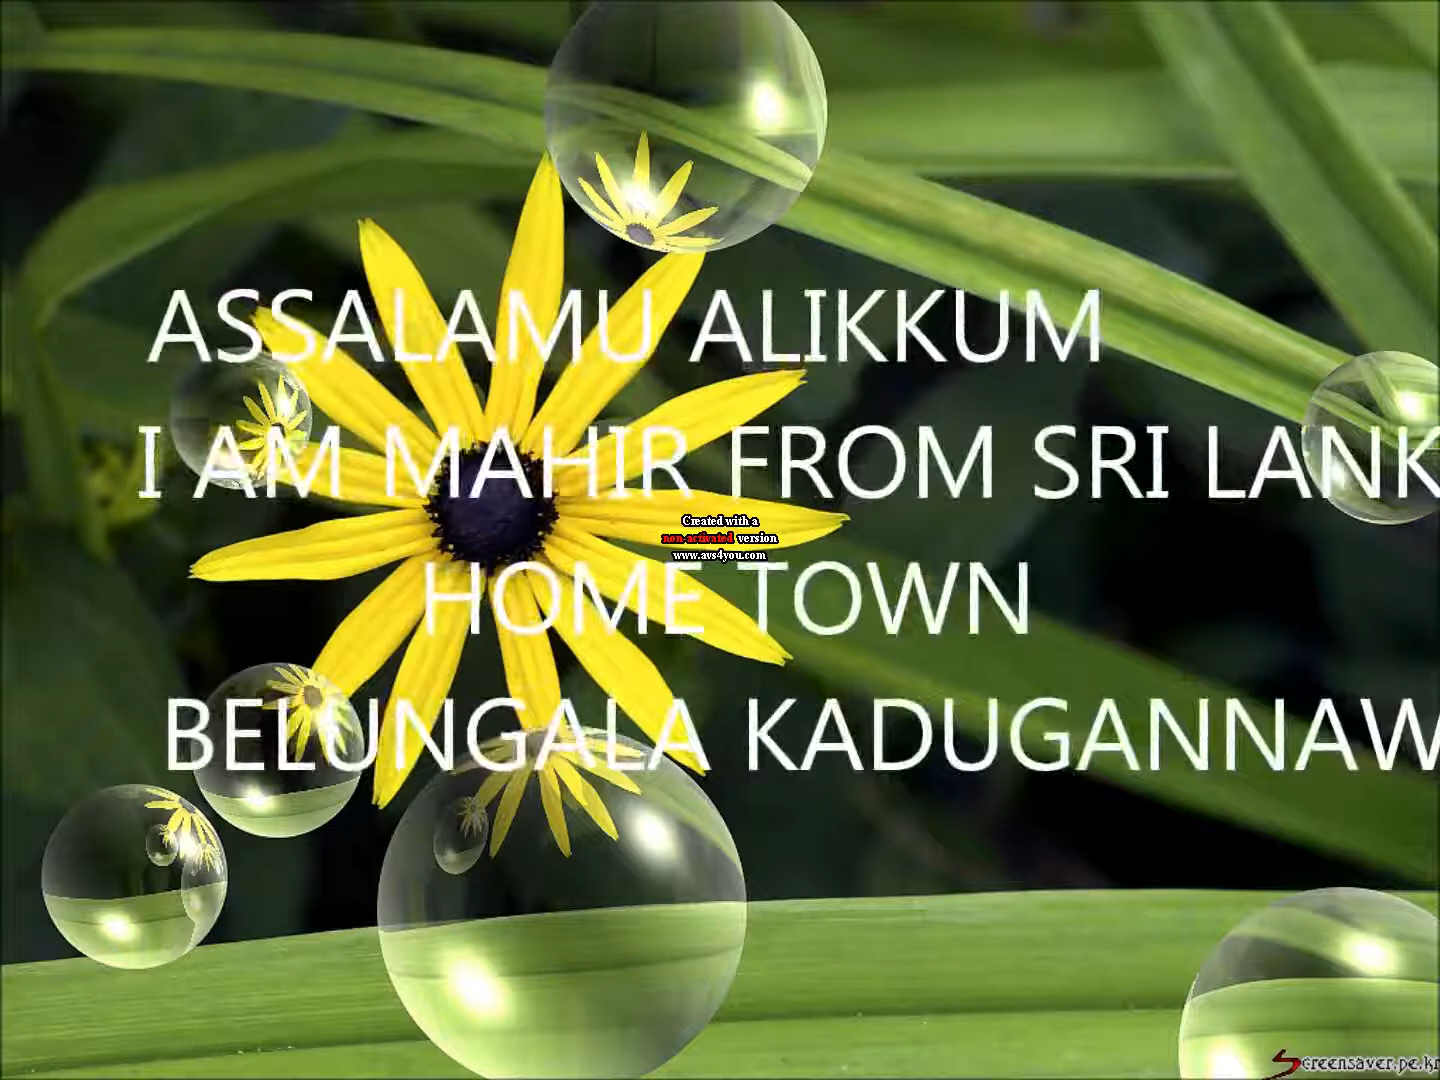 ASSALAMU ALIKKUM
I AM MAHIR FROM SRI LANK
Created with a
non-activated version
www.avs4you.com
HOME TOWN
BELUNGALA KADUGANNAW
Screensaver.pe.kr